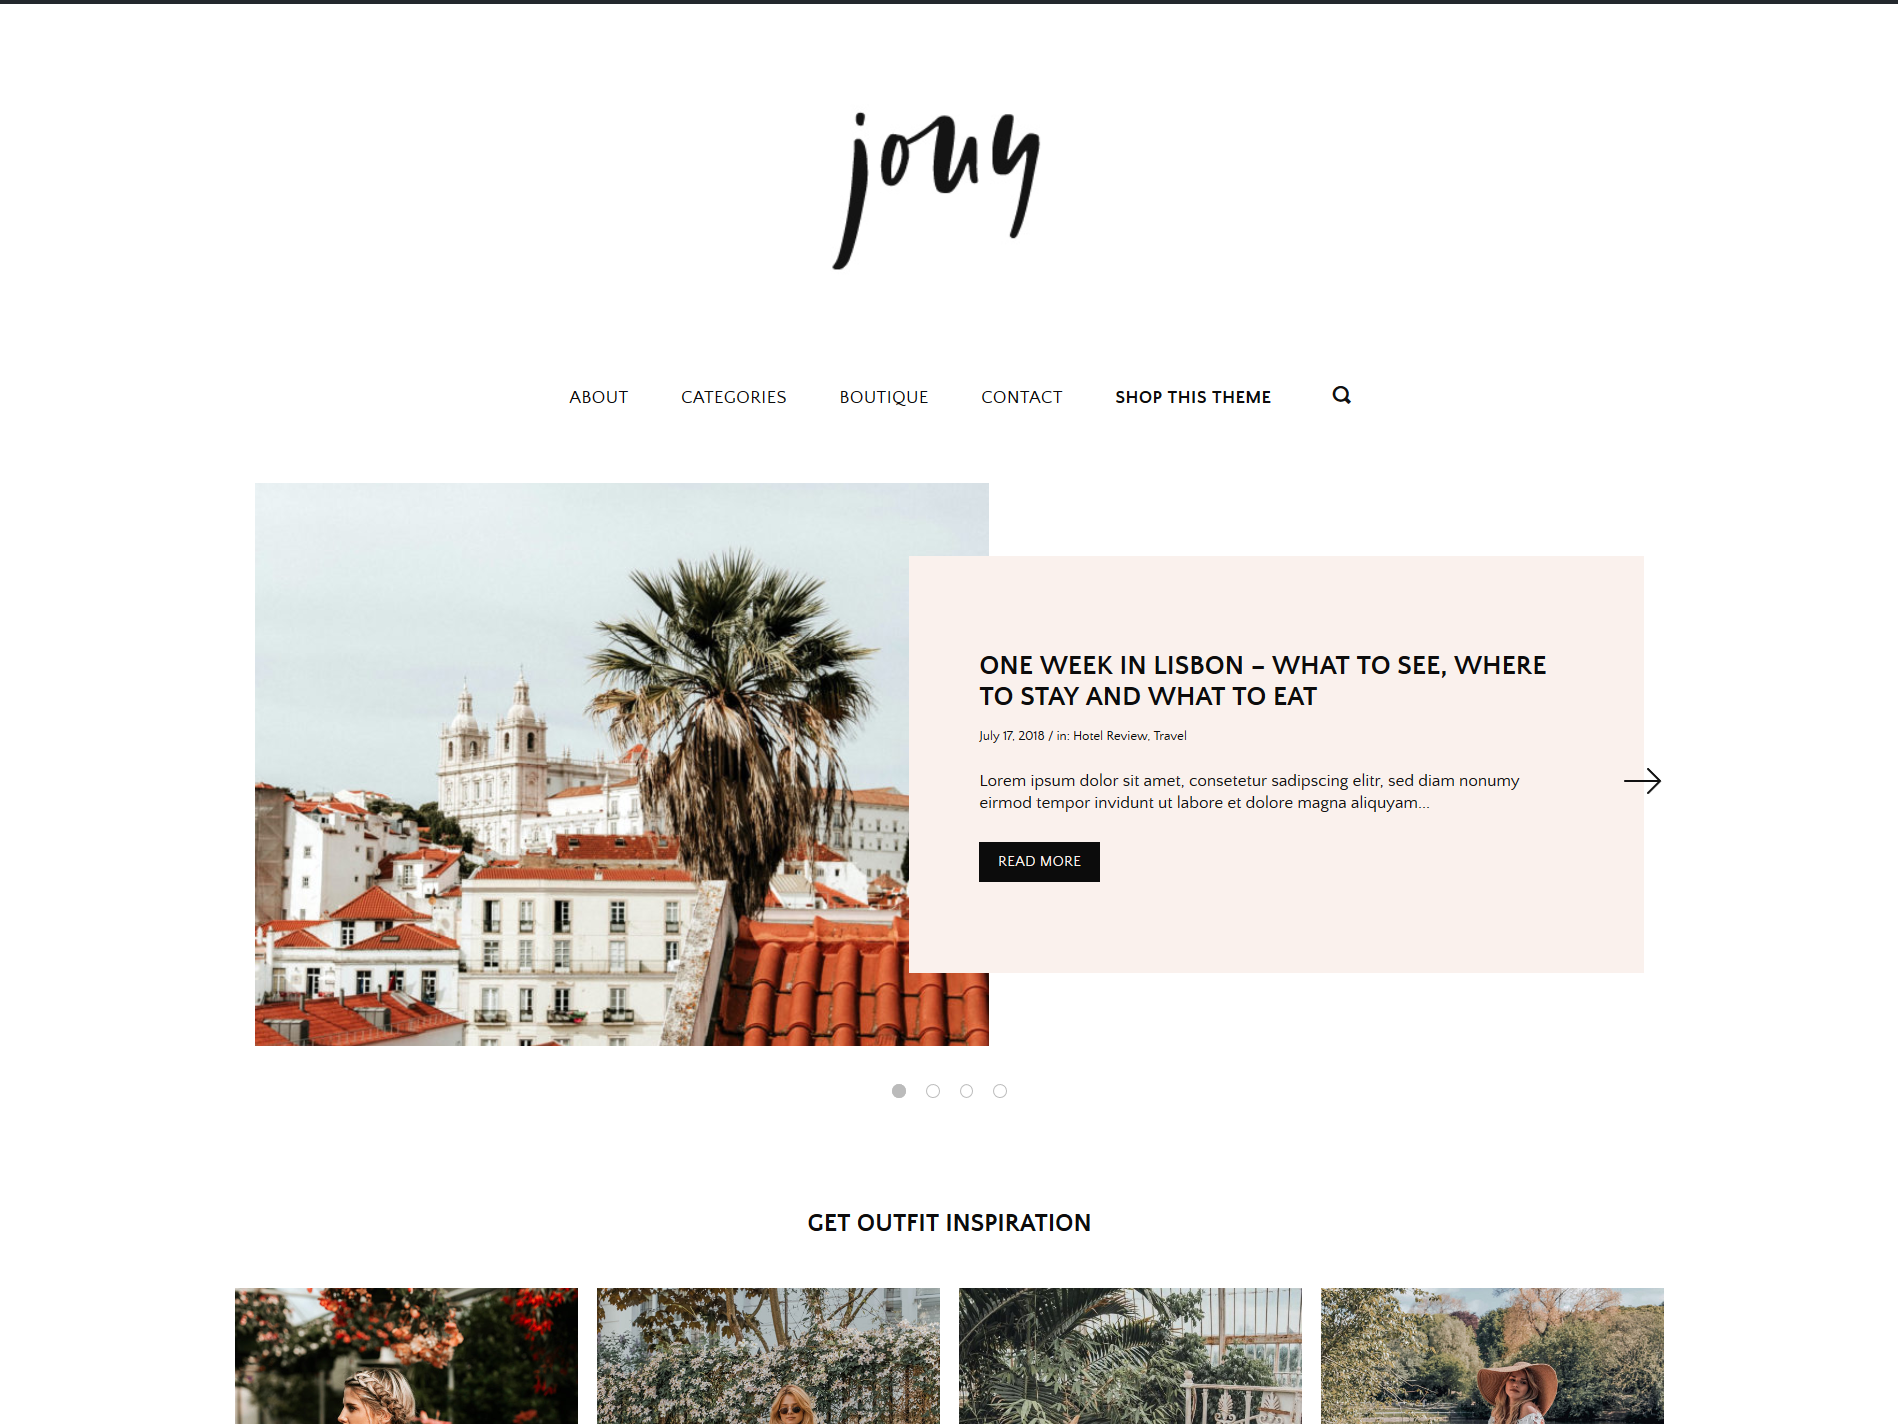 jouy
ABOUT CATEGORIES BOUTIQUE CONTACT SHOP THIS THEME
ONE WEEK IN LISBON – WHAT TO SEE, WHERE
TO STAY AND WHAT TO EAT
July 17, 2018 / in: Hotel Review, Travel
Lorem ipsum dolor sit amet, consetetur sadipscing elitr, sed diam nonumy
eirmod tempor invidunt ut labore et dolore magna aliquyam...
READ MORE
GET OUTFIT INSPIRATION